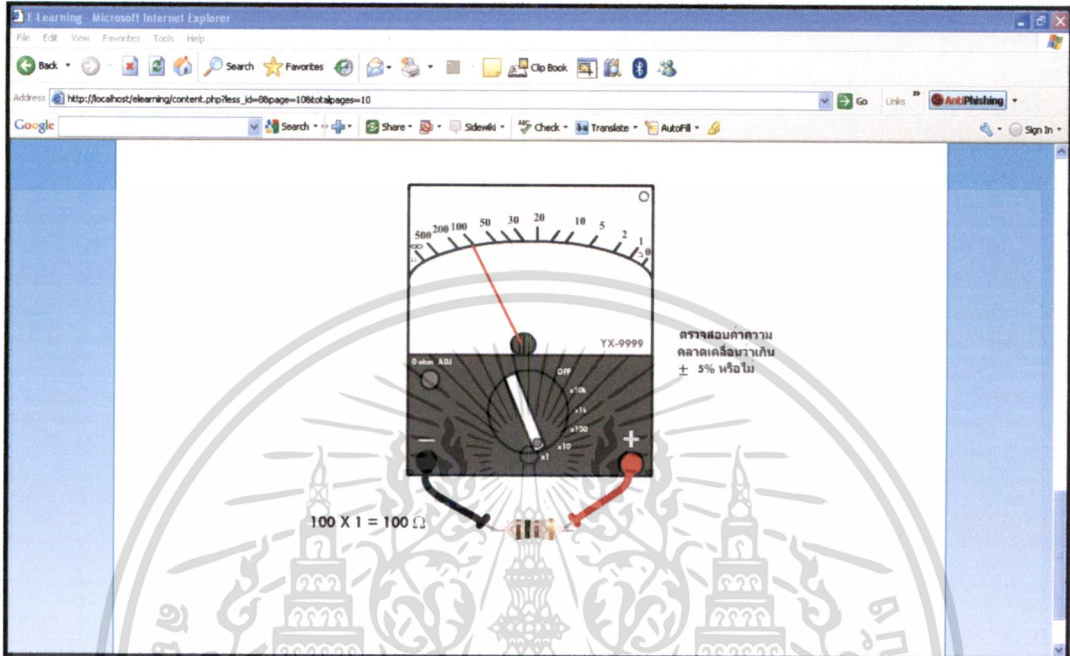 E Learning - Microsoft Internet Explorer
File Edit View Favorites Tools Help
Back Search Favorites Clip Book
Address http://localhost/elearning/content.php?less_id=8&page=10&totalpages=10 Go Links AntiPhishing
Google Search Share Sidewiki Check Translate AutoFill Sign In
∞ 500 200 100 50 30 20 10 5 2 1 0
YX-9999
ตรวจสอบค่าความ
คลาดเคลื่อนว่าเกิน
± 5% หรือไม่
0 ohm ADJ
OFF
x10k
x1k
x100
x10
x1
− +
100 X 1 = 100 Ω